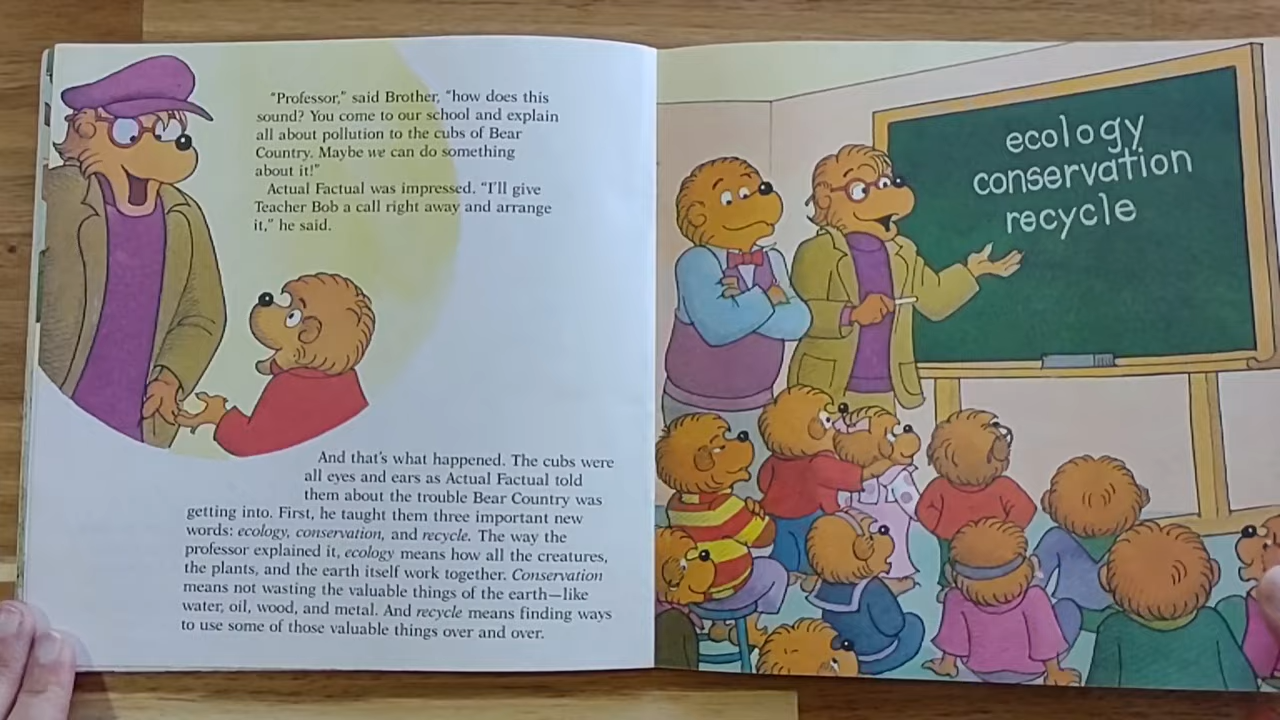 "Professor," said Brother, "how does this
sound? You come to our school and explain
all about pollution to the cubs of Bear
Country. Maybe we can do something
about it!"
Actual Factual was impressed. "I'll give
Teacher Bob a call right away and arrange
it," he said.
And that's what happened. The cubs were
all eyes and ears as Actual Factual told
them about the trouble Bear Country was
getting into. First, he taught them three important new
words: ecology, conservation, and recycle. The way the
professor explained it, ecology means how all the creatures,
the plants, and the earth itself work together. Conservation
means not wasting the valuable things of the earth—like
water, oil, wood, and metal. And recycle means finding ways
to use some of those valuable things over and over.
ecology
conservation
recycle